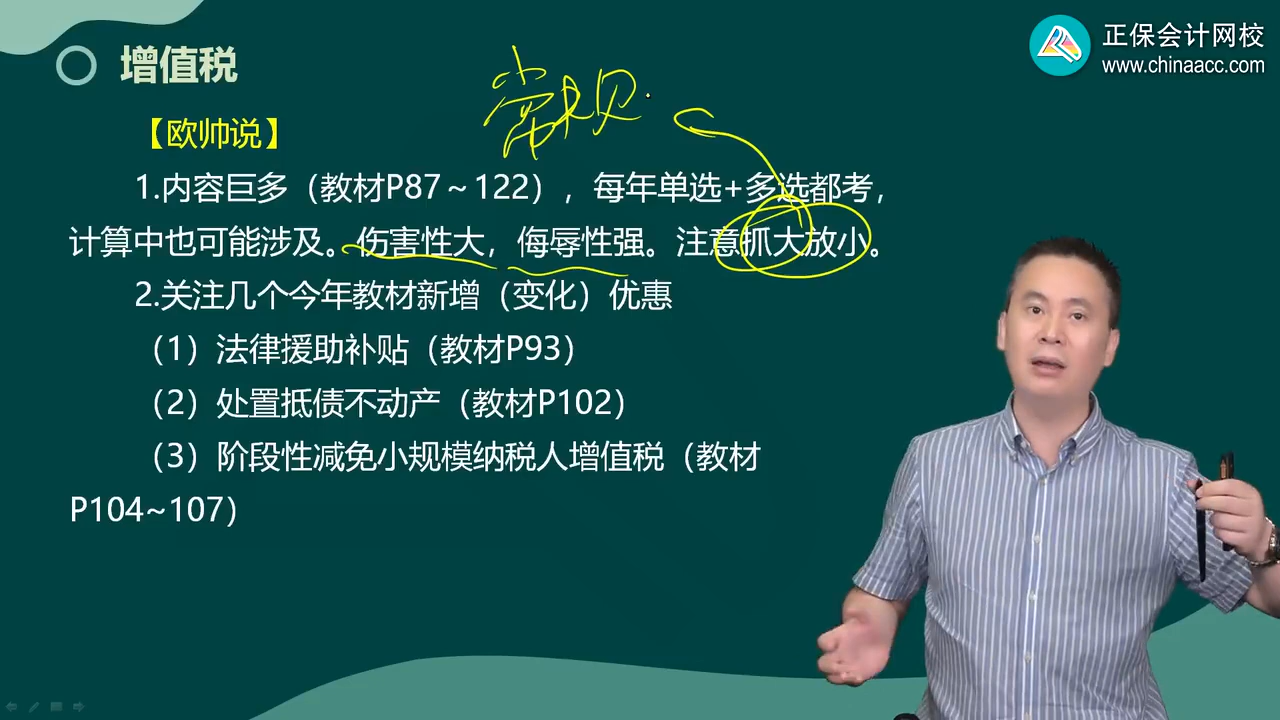 增值税
正保会计网校
www.chinaacc.com
常规
【欧帅说】
1.内容巨多（教材P87～122），每年单选+多选都考，
计算中也可能涉及。伤害性大，侮辱性强。注意抓大放小。
2.关注几个今年教材新增（变化）优惠
（1）法律援助补贴（教材P93）
（2）处置抵债不动产（教材P102）
（3）阶段性减免小规模纳税人增值税（教材
P104~107）